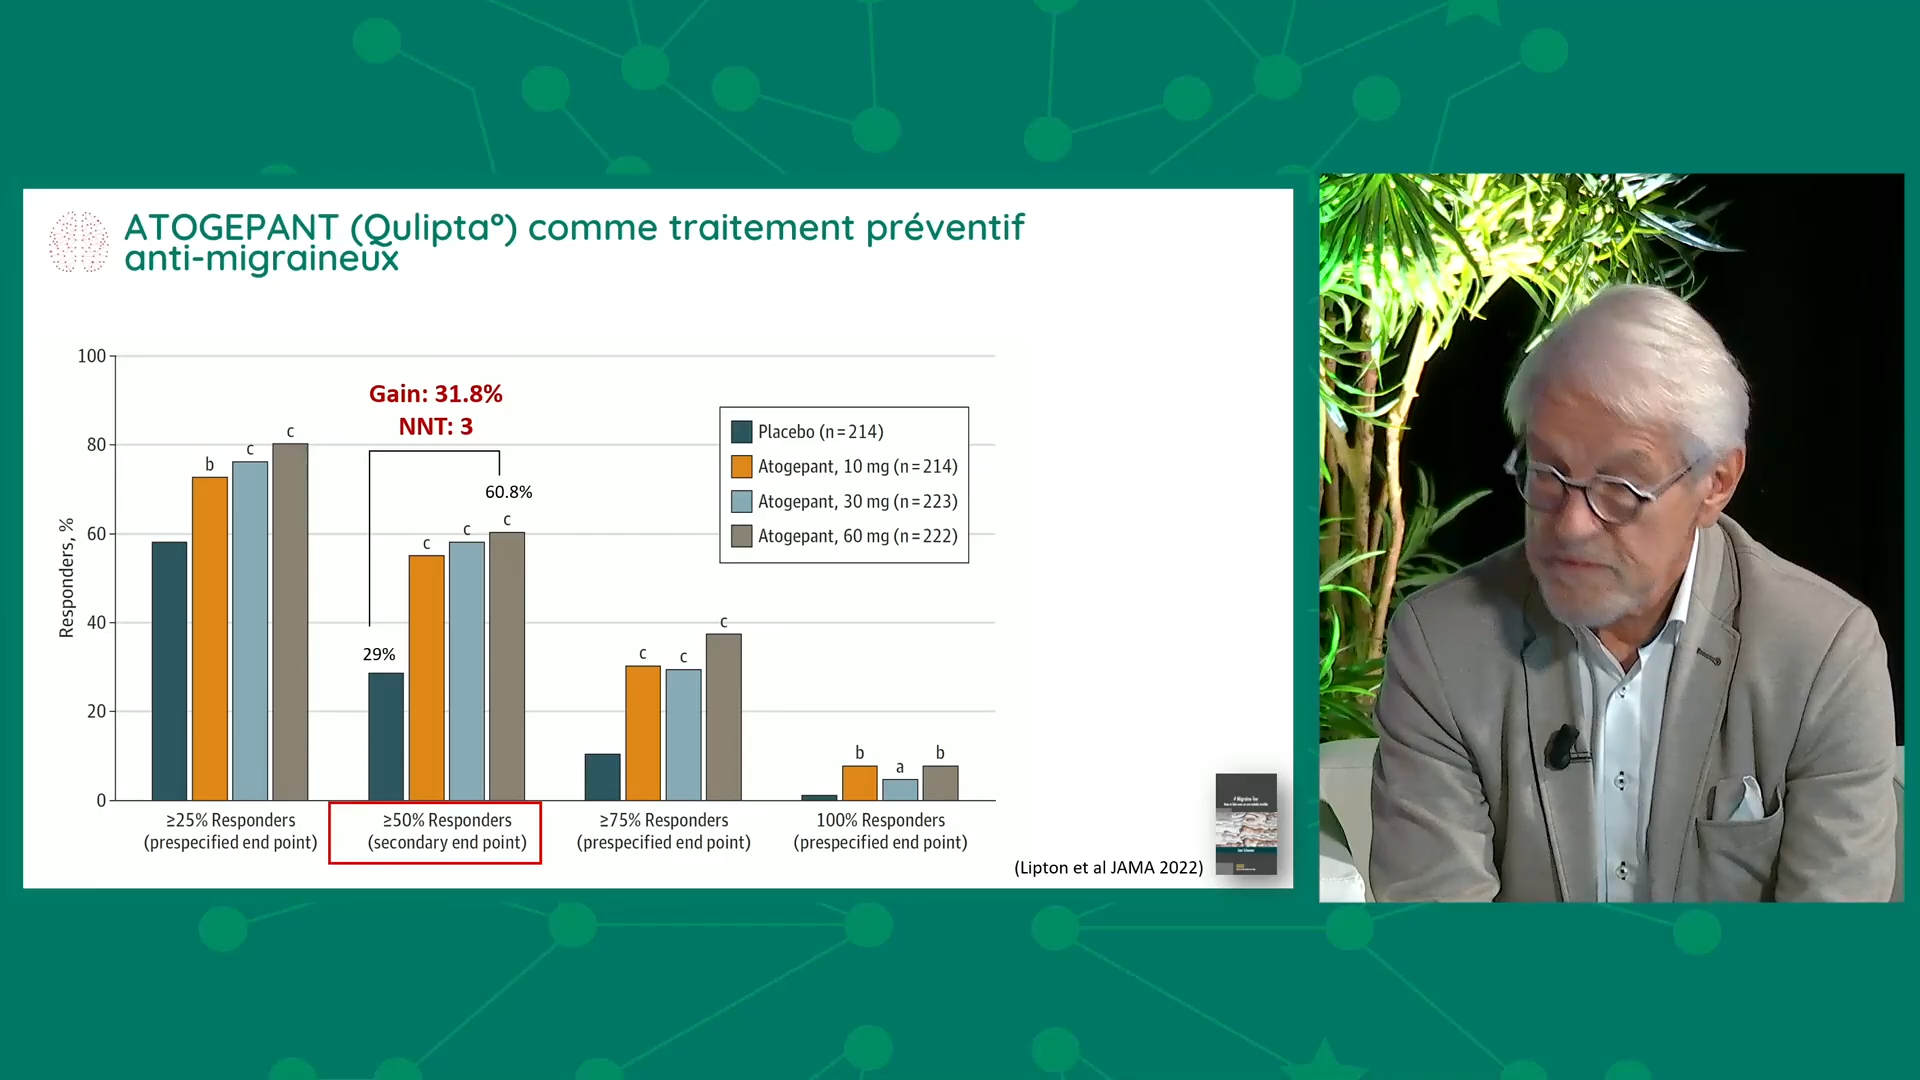 ATOGEPANT (Qulipta°) comme traitement préventif
anti-migraineux
Responders, %
100
80
60
40
20
0
Gain: 31.8%
NNT: 3
60.8%
29%
b
c
c
c
c
c
c
c
c
b
a
b
Placebo (n=214)
Atogepant, 10 mg (n=214)
Atogepant, 30 mg (n=223)
Atogepant, 60 mg (n=222)
≥25% Responders
(prespecified end point)
≥50% Responders
(secondary end point)
≥75% Responders
(prespecified end point)
100% Responders
(prespecified end point)
(Lipton et al JAMA 2022)